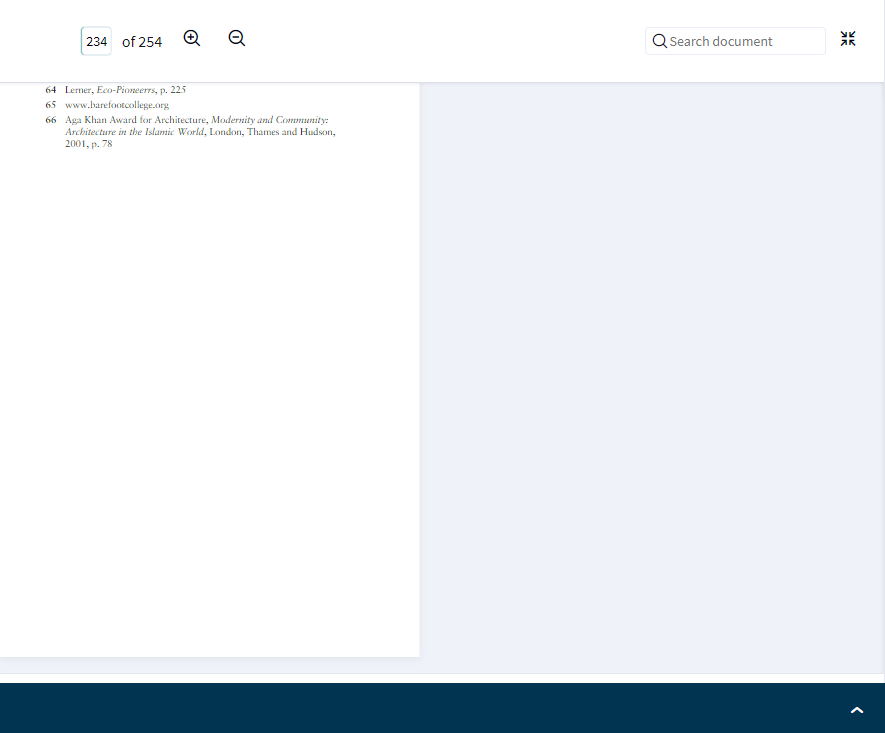 234 of 254 Search document
64 Lerner, Eco-Pioneerrs, p. 225
65 www.barefootcollege.org
66 Aga Khan Award for Architecture, Modernity and Community:
Architecture in the Islamic World, London, Thames and Hudson,
2001, p. 78